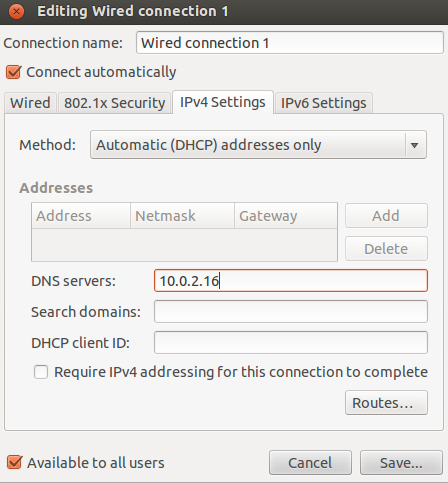 Editing Wired connection 1
Connection name: Wired connection 1
Connect automatically
Wired 802.1x Security IPv4 Settings IPv6 Settings
Method: Automatic (DHCP) addresses only
Addresses
Address Netmask Gateway Add
Delete
DNS servers: 10.0.2.16
Search domains:
DHCP client ID:
Require IPv4 addressing for this connection to complete
Routes...
Available to all users Cancel Save...